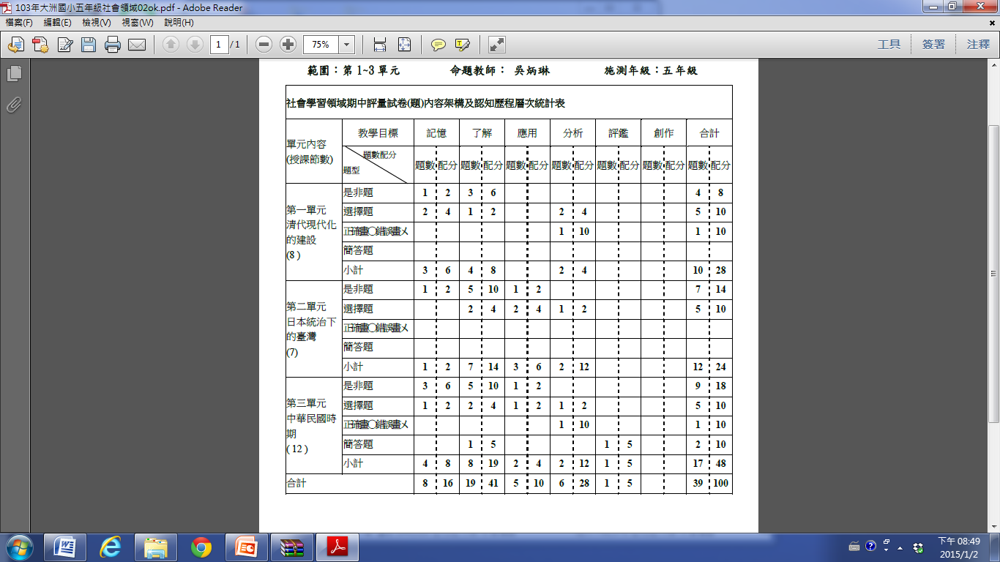 103年大洲國小五年級社會領域02ok.pdf - Adobe Reader
檔案(F) 編輯(E) 檢視(V) 視窗(W) 說明(H)
1 / 1 75% 工具 簽署 注釋
範圍：第 1~3 單元 命題教師： 吳炳琳 施測年級：五年級
社會學習領域期中評量試卷(題)內容架構及認知歷程層次統計表
單元內容
(授課節數)
教學目標 記憶 了解 應用 分析 評鑑 創作 合計
題數配分
題型
題數 配分 題數 配分 題數 配分 題數 配分 題數 配分 題數 配分 題數 配分
第一單元
清代現代化
的建設
(8 )
是非題 1 2 3 6 4 8
選擇題 2 4 1 2 2 4 5 10
正確畫○錯誤畫ㄨ 1 10 1 10
簡答題
小計 3 6 4 8 2 4 10 28
第二單元
日本統治下
的臺灣
(7)
是非題 1 2 5 10 1 2 7 14
選擇題 2 4 2 4 1 2 5 10
正確畫○錯誤畫ㄨ
簡答題
小計 1 2 7 14 3 6 2 12 12 24
第三單元
中華民國時
期
( 12 )
是非題 3 6 5 10 1 2 9 18
選擇題 1 2 2 4 1 2 1 2 5 10
正確畫○錯誤畫ㄨ 1 10 1 10
簡答題 1 5 1 5 2 10
小計 4 8 8 19 2 4 2 12 1 5 17 48
合計 8 16 19 41 5 10 6 28 1 5 39 100
下午 08:49
2015/1/2